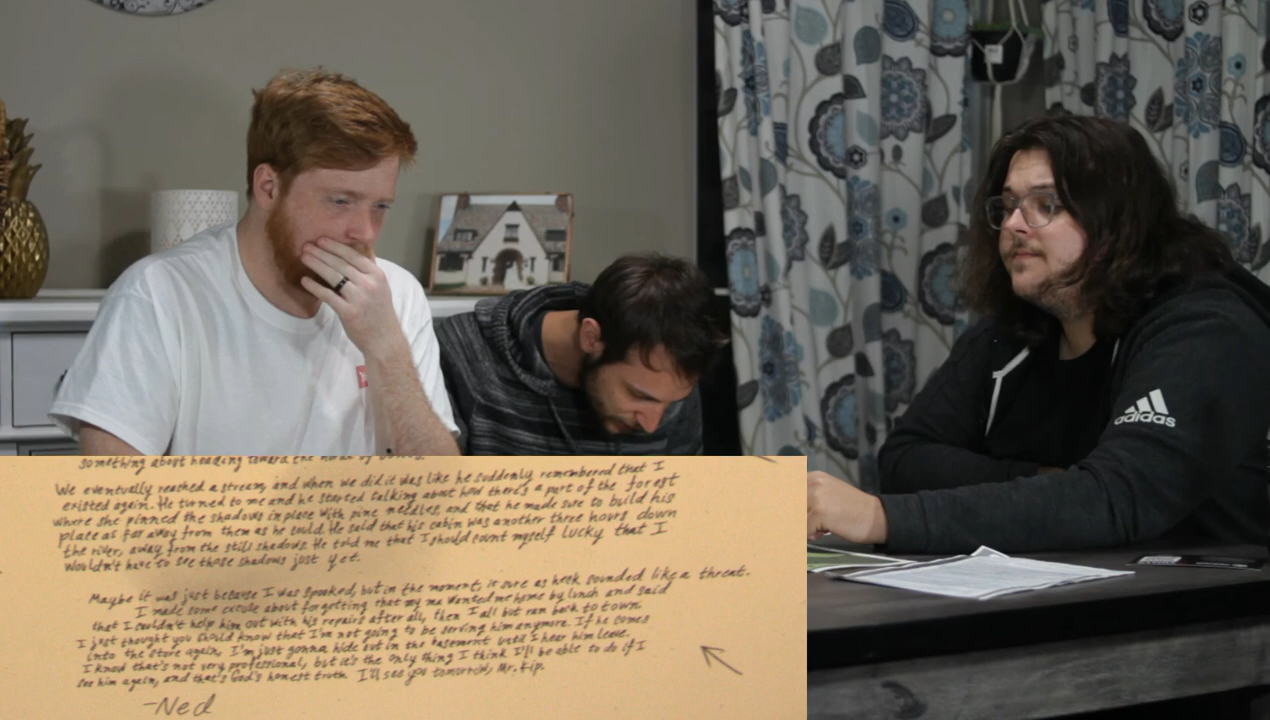 something about heading toward the
We eventually reached a stream, and when we did it was like he suddenly remembered that I
existed again. He turned to me and he started talking about how there's a part of the forest
where she pinned the shadows in place with pine needles, and that he made sure to build his
place as far away from them as he could. He said that his cabin was another three hours down
the river, away from the still shadows. He told me that I should count myself lucky that I
wouldn't have to see those shadows just yet.
Maybe it was just because I was spooked, but in the moment, it sure as heck sounded like a threat.
I made some excuse about forgetting that my ma wanted me home by lunch and said
that I couldn't help him out with his repairs after all, then I all but ran back to town.
I just thought you should know that I'm not going to be serving him anymore. If he comes
into the store again, I'm just gonna hide out in the basement until I hear him leave.
I know that's not very professional, but it's the only thing I think I'll be able to do if I
see him again, and that's God's honest truth. I'll see you tomorrow, Mr. Kip.
-Ned
adidas